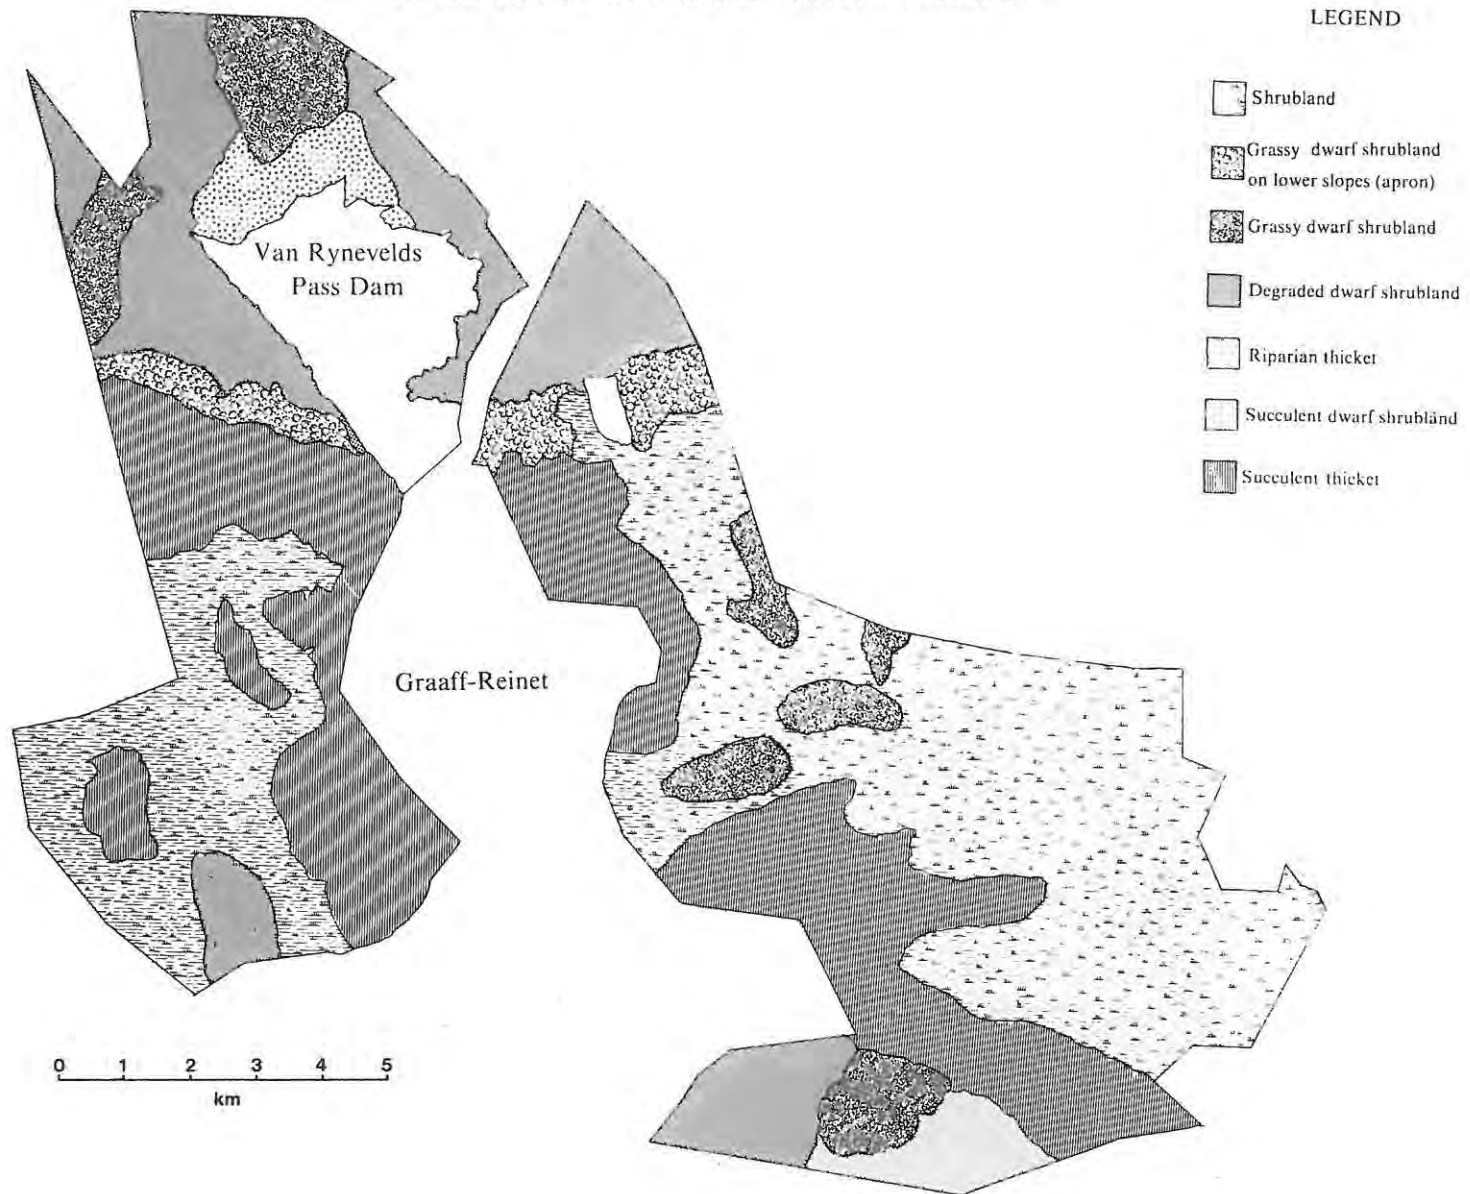 LEGEND
Shrubland
Grassy dwarf shrubland
on lower slopes (apron)
Grassy dwarf shrubland
Degraded dwarf shrubland
Riparian thicket
Succulent dwarf shrubland
Succulent thicket
Van Rynevelds
Pass Dam
Graaff-Reinet
0 1 2 3 4 5
km